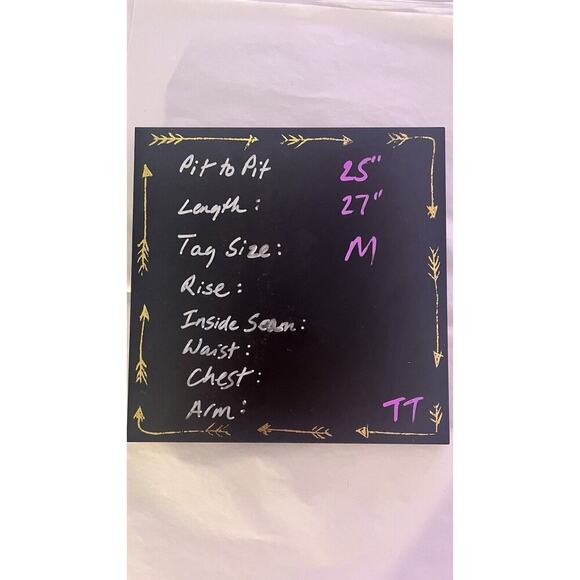 Pit to Pit 25"
Length: 27"
Tag Size: M
Rise:
Inside Seam:
Waist:
Chest:
Arm: TT